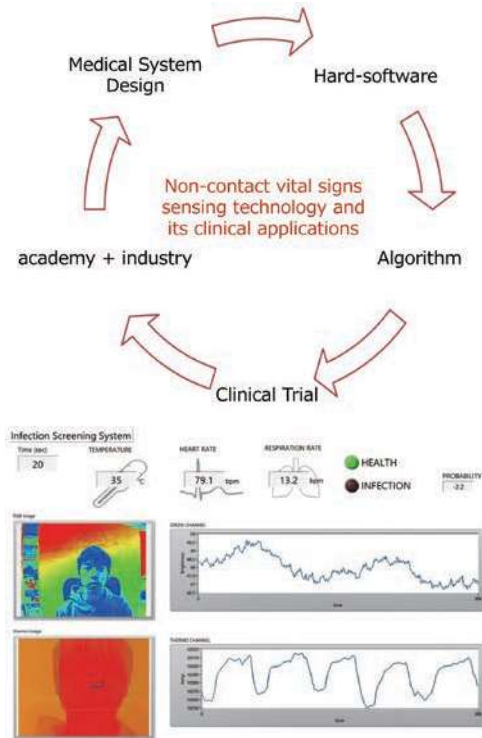 Medical System
Design
Hard-software
Non-contact vital signs
sensing technology and
its clinical applications
academy + industry
Algorithm
Clinical Trial
Infection Screening System
Time (sec)
20
TEMPERATURE
35 °C
HEART RATE
79.1 bpm
RESPIRATION RATE
13.2
HEALTH
INFECTION
PROBABILITY
-2.2
GREEN CHANNEL
THERMO CHANNEL